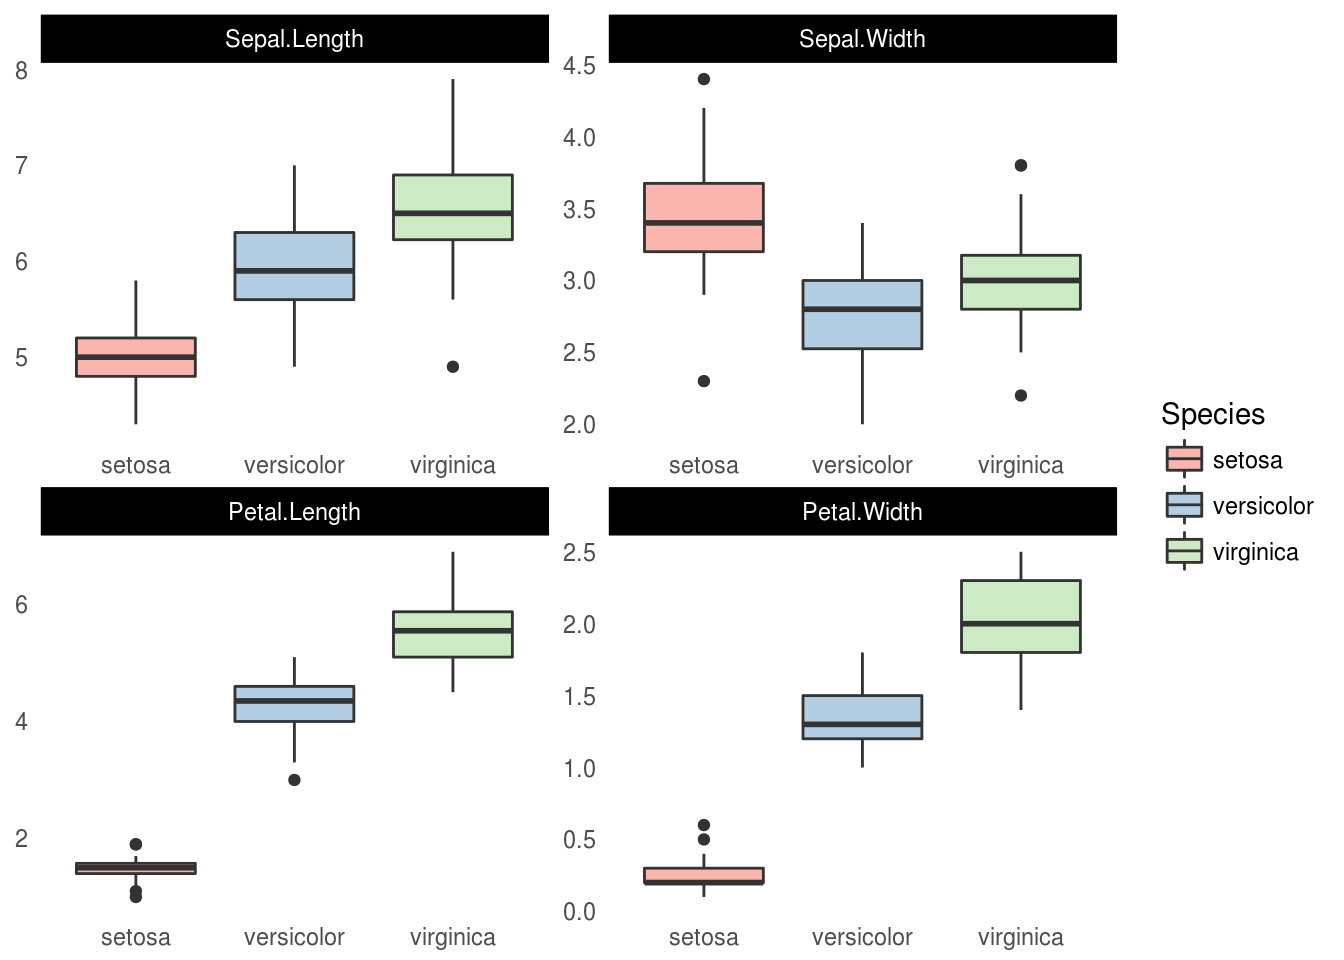 Sepal.Length
Sepal.Width
8
7
6
5
4.5
4.0
3.5
3.0
2.5
2.0
setosa versicolor virginica
setosa versicolor virginica
Petal.Length
Petal.Width
6
4
2
2.5
2.0
1.5
1.0
0.5
0.0
setosa versicolor virginica
setosa versicolor virginica
Species
setosa
versicolor
virginica